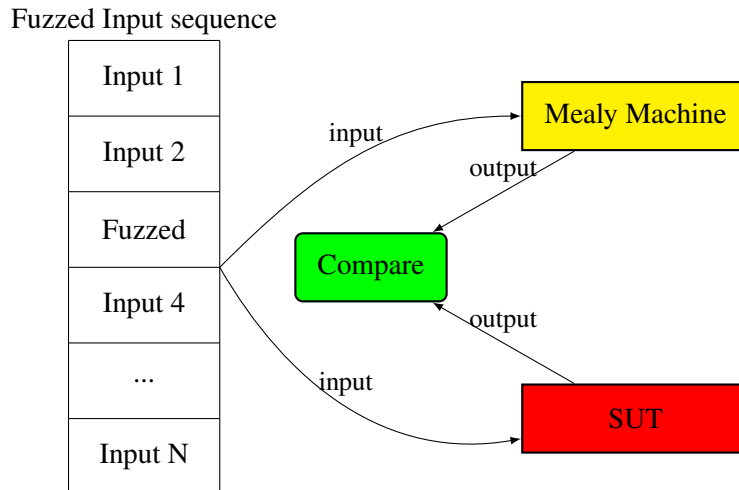 Fuzzed Input sequence
Input 1
Input 2
Fuzzed
Input 4
...
Input N
input
Mealy Machine
output
Compare
output
input
SUT